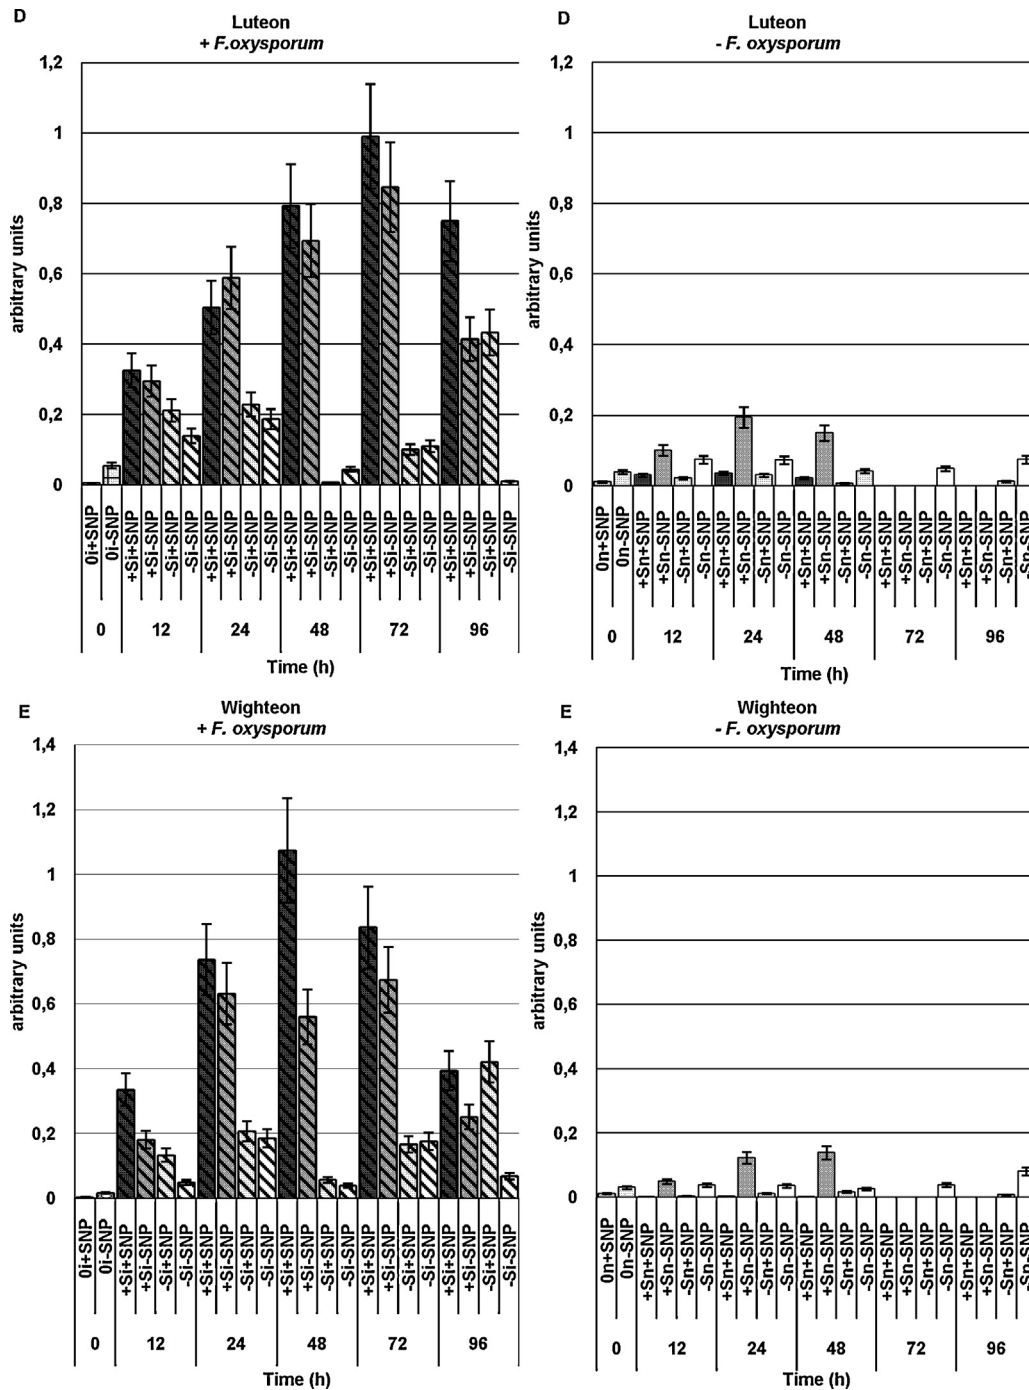 D
Luteon
+ F.oxysporum
1,2
1
0,8
0,6
0,4
0,2
0
arbitrary units
0i+SNP
0i-SNP
+Si+SNP
+Si-SNP
-Si+SNP
-Si-SNP
+Si+SNP
+Si-SNP
-Si+SNP
-Si-SNP
+Si+SNP
+Si-SNP
-Si+SNP
-Si-SNP
+Si+SNP
+Si-SNP
-Si+SNP
-Si-SNP
+Si+SNP
+Si-SNP
-Si+SNP
-Si-SNP
0 12 24 48 72 96
Time (h)
D
Luteon
- F. oxysporum
1,2
1
0,8
0,6
0,4
0,2
0
arbitrary units
0n+SNP
0n-SNP
+Sn+SNP
+Sn-SNP
-Sn+SNP
-Sn-SNP
+Sn+SNP
+Sn-SNP
-Sn+SNP
-Sn-SNP
+Sn+SNP
+Sn-SNP
-Sn+SNP
-Sn-SNP
+Sn+SNP
+Sn-SNP
-Sn+SNP
-Sn-SNP
+Sn+SNP
+Sn-SNP
-Sn+SNP
-Sn-SNP
0 12 24 48 72 96
Time (h)
E
Wighteon
+ F. oxysporum
1,4
1,2
1
0,8
0,6
0,4
0,2
0
arbitrary units
0i+SNP
0i-SNP
+Si+SNP
+Si-SNP
-Si+SNP
-Si-SNP
+Si+SNP
+Si-SNP
-Si+SNP
-Si-SNP
+Si+SNP
+Si-SNP
-Si+SNP
-Si-SNP
+Si+SNP
+Si-SNP
-Si+SNP
-Si-SNP
+Si+SNP
+Si-SNP
-Si+SNP
-Si-SNP
0 12 24 48 72 96
Time (h)
E
Wighteon
- F. oxysporum
1,4
1,2
1
0,8
0,6
0,4
0,2
0
arbitrary units
0n+SNP
0n-SNP
+Sn+SNP
+Sn-SNP
-Sn+SNP
-Sn-SNP
+Sn+SNP
+Sn-SNP
-Sn+SNP
-Sn-SNP
+Sn+SNP
+Sn-SNP
-Sn+SNP
-Sn-SNP
+Sn+SNP
+Sn-SNP
-Sn+SNP
-Sn-SNP
+Sn+SNP
+Sn-SNP
-Sn+SNP
-Sn-SNP
0 12 24 48 72 96
Time (h)